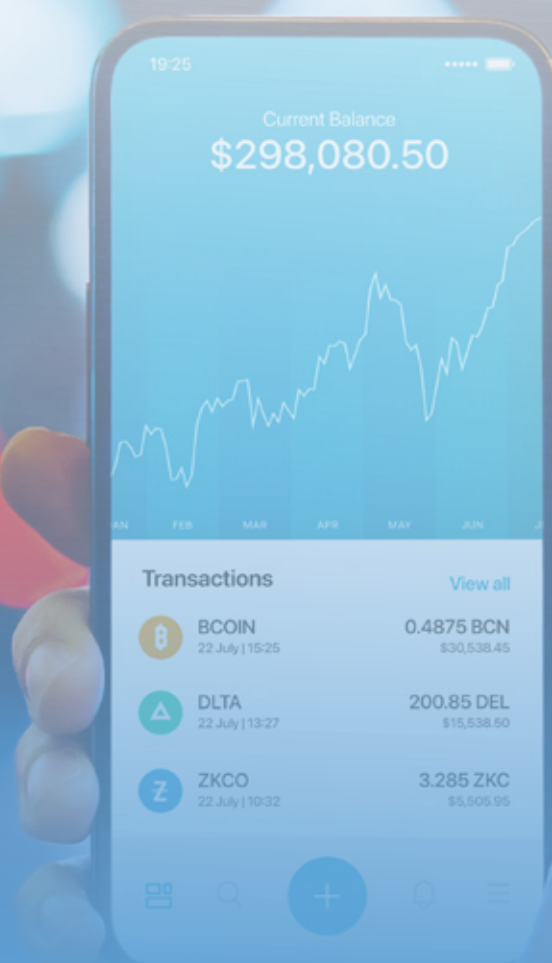 19:25
Current Balance
$298,080.50
AN FEB MAR APR MAY JUN J
Transactions
View all
BCOIN
0.4875 BCN
22 July | 15:25
$30,538.45
DLTA
200.85 DEL
22 July | 13:27
$15,538.50
ZKCO
3.285 ZKC
22 July | 10:32
$5,505.95